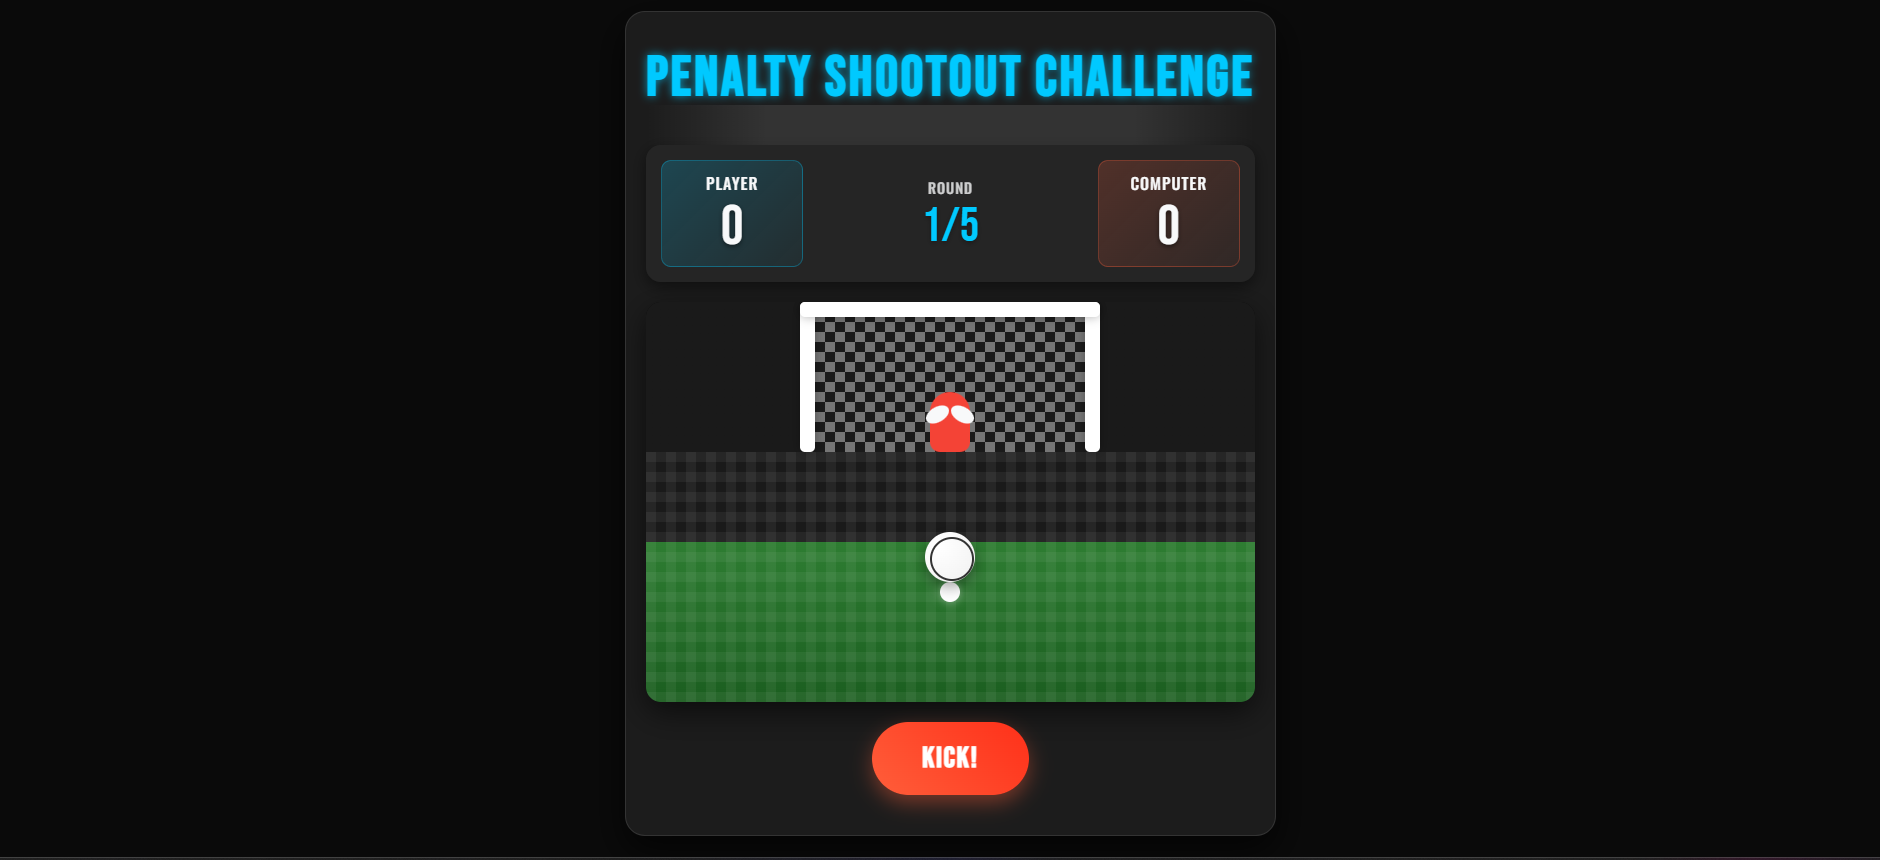 PENALTY SHOOTOUT CHALLENGE
PLAYER
0
ROUND
1/5
COMPUTER
0
KICK!